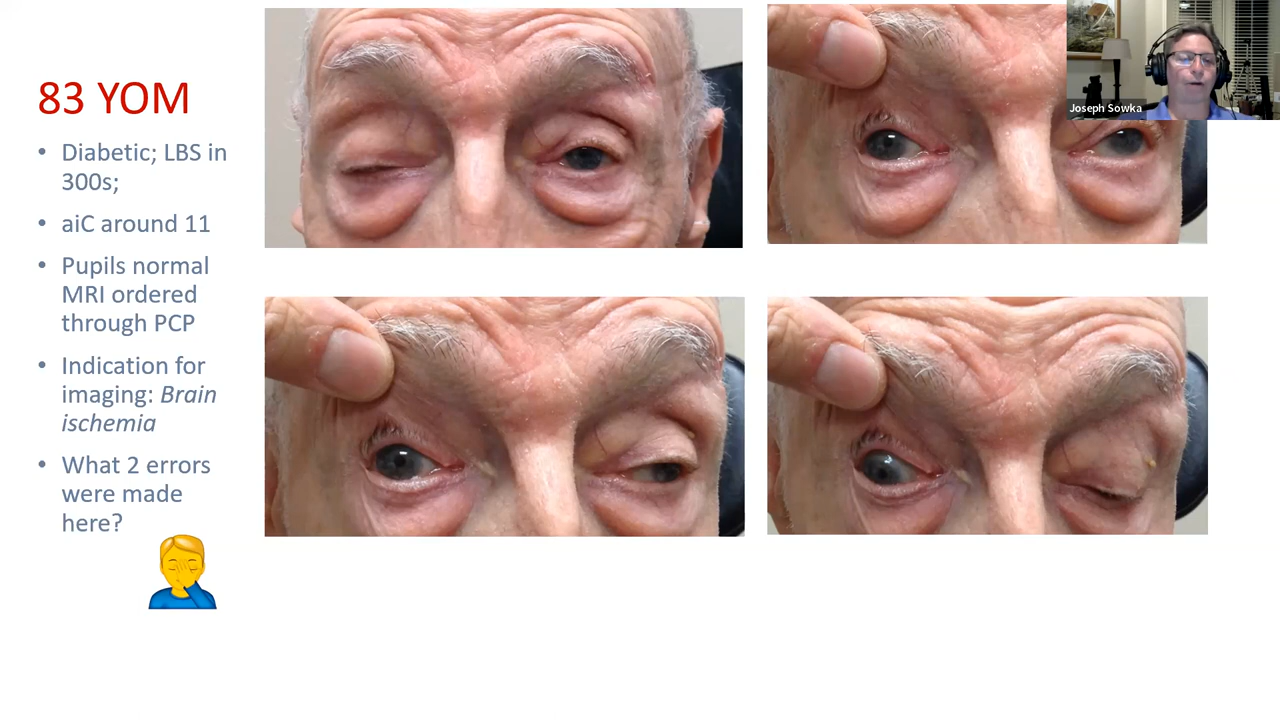 83 YOM
• Diabetic; LBS in
300s;
• aiC around 11
• Pupils normal
MRI ordered
through PCP
• Indication for
imaging: Brain
ischemia
• What 2 errors
were made
here?
Joseph Sowka